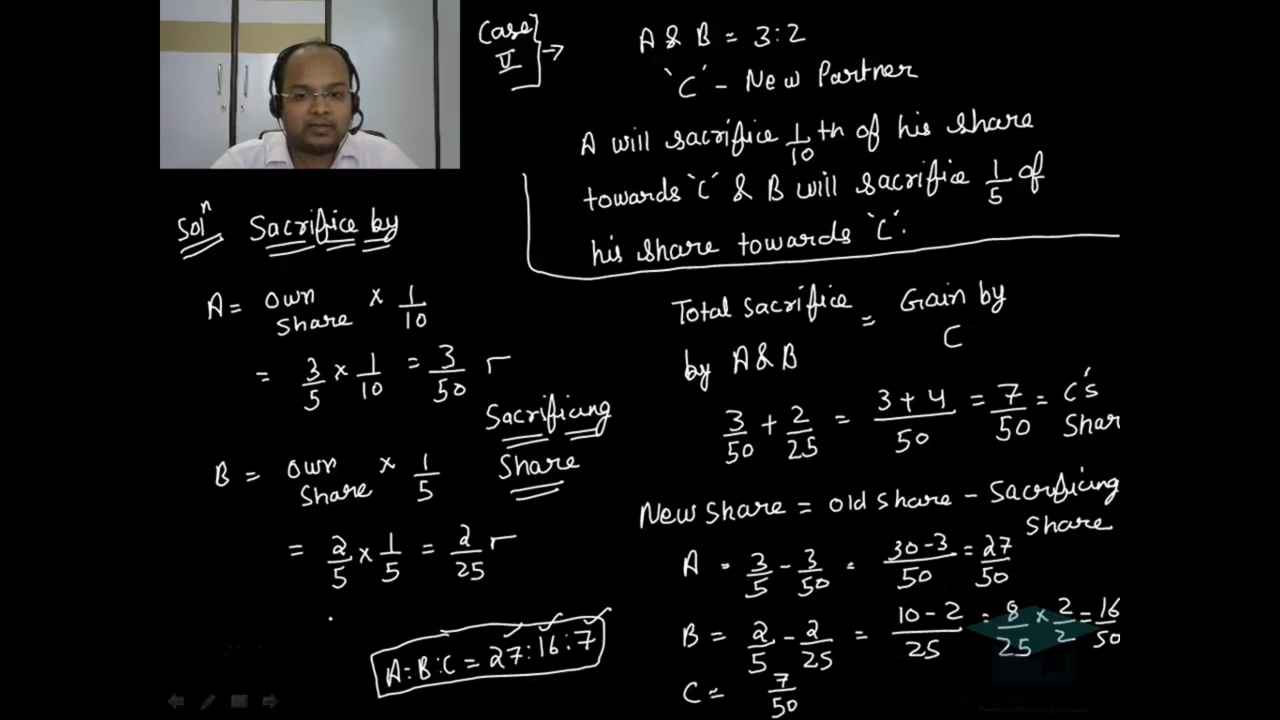 Case
V
A & B = 3:2
'C' - New Partner
A will sacrifice 1/10 th of his share
towards 'C' & B will sacrifice 1/5 of
his share towards 'C'.
Solⁿ Sacrifice by
A = own share × 1/10
= 3/5 × 1/10 = 3/50
Sacrificing
Share
B = own share × 1/5
= 2/5 × 1/5 = 2/25
A:B:C = 27:16:7
Total sacrifice by A & B = Gain by C
3/50 + 2/25 = 3+4/50 = 7/50 = C's Shar
New share = old share - sacrificing share
A = 3/5 - 3/50 = 30-3/50 = 27/50
B = 2/5 - 2/25 = 10-2/25 = 8/25 × 2/2 = 16/50
C = 7/50